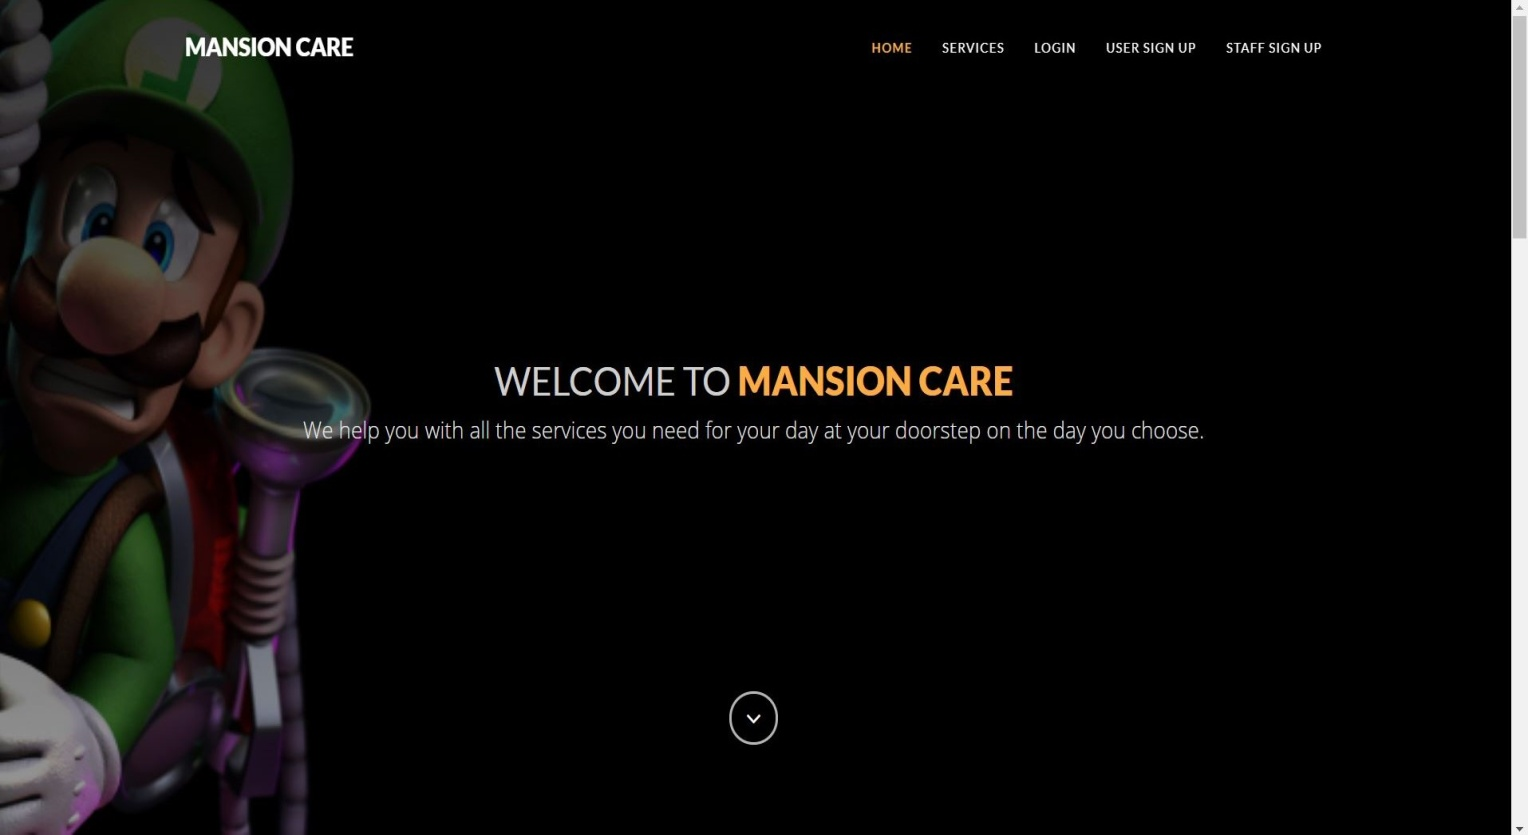 MANSION CARE
HOME SERVICES LOGIN USER SIGN UP STAFF SIGN UP
WELCOME TO MANSION CARE
We help you with all the services you need for your day at your doorstep on the day you choose.